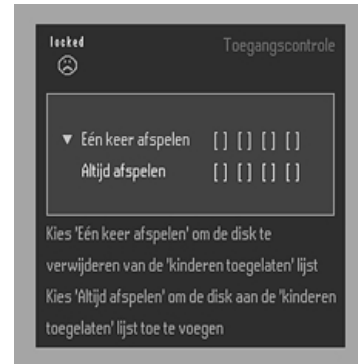 locked
Toegangscontrole
▼ Eén keer afspelen [ ] [ ] [ ] [ ]
Altijd afspelen [ ] [ ] [ ] [ ]
Kies 'Eén keer afspelen' om de disk te
verwijderen van de 'kinderen toegelaten' lijst
Kies 'Altijd afspelen' om de disk aan de 'kinderen
toegelaten' lijst toe te voegen